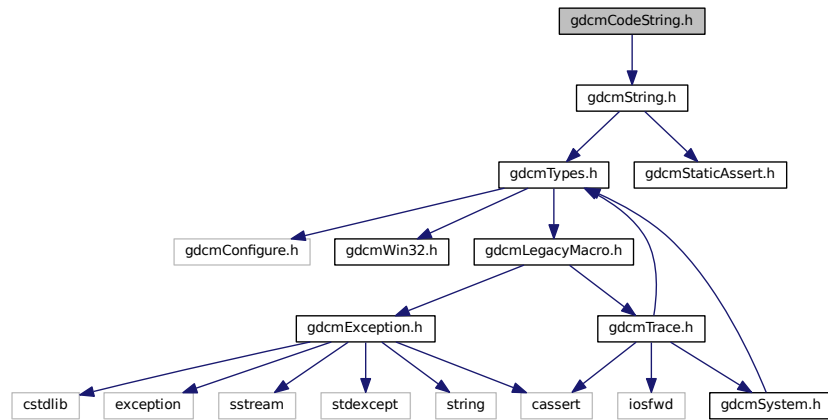 gdcmCodeString.h
gdcmString.h
gdcmTypes.h
gdcmStaticAssert.h
gdcmConfigure.h
gdcmWin32.h
gdcmLegacyMacro.h
gdcmException.h
gdcmTrace.h
cstdlib
exception
sstream
stdexcept
string
cassert
iosfwd
gdcmSystem.h